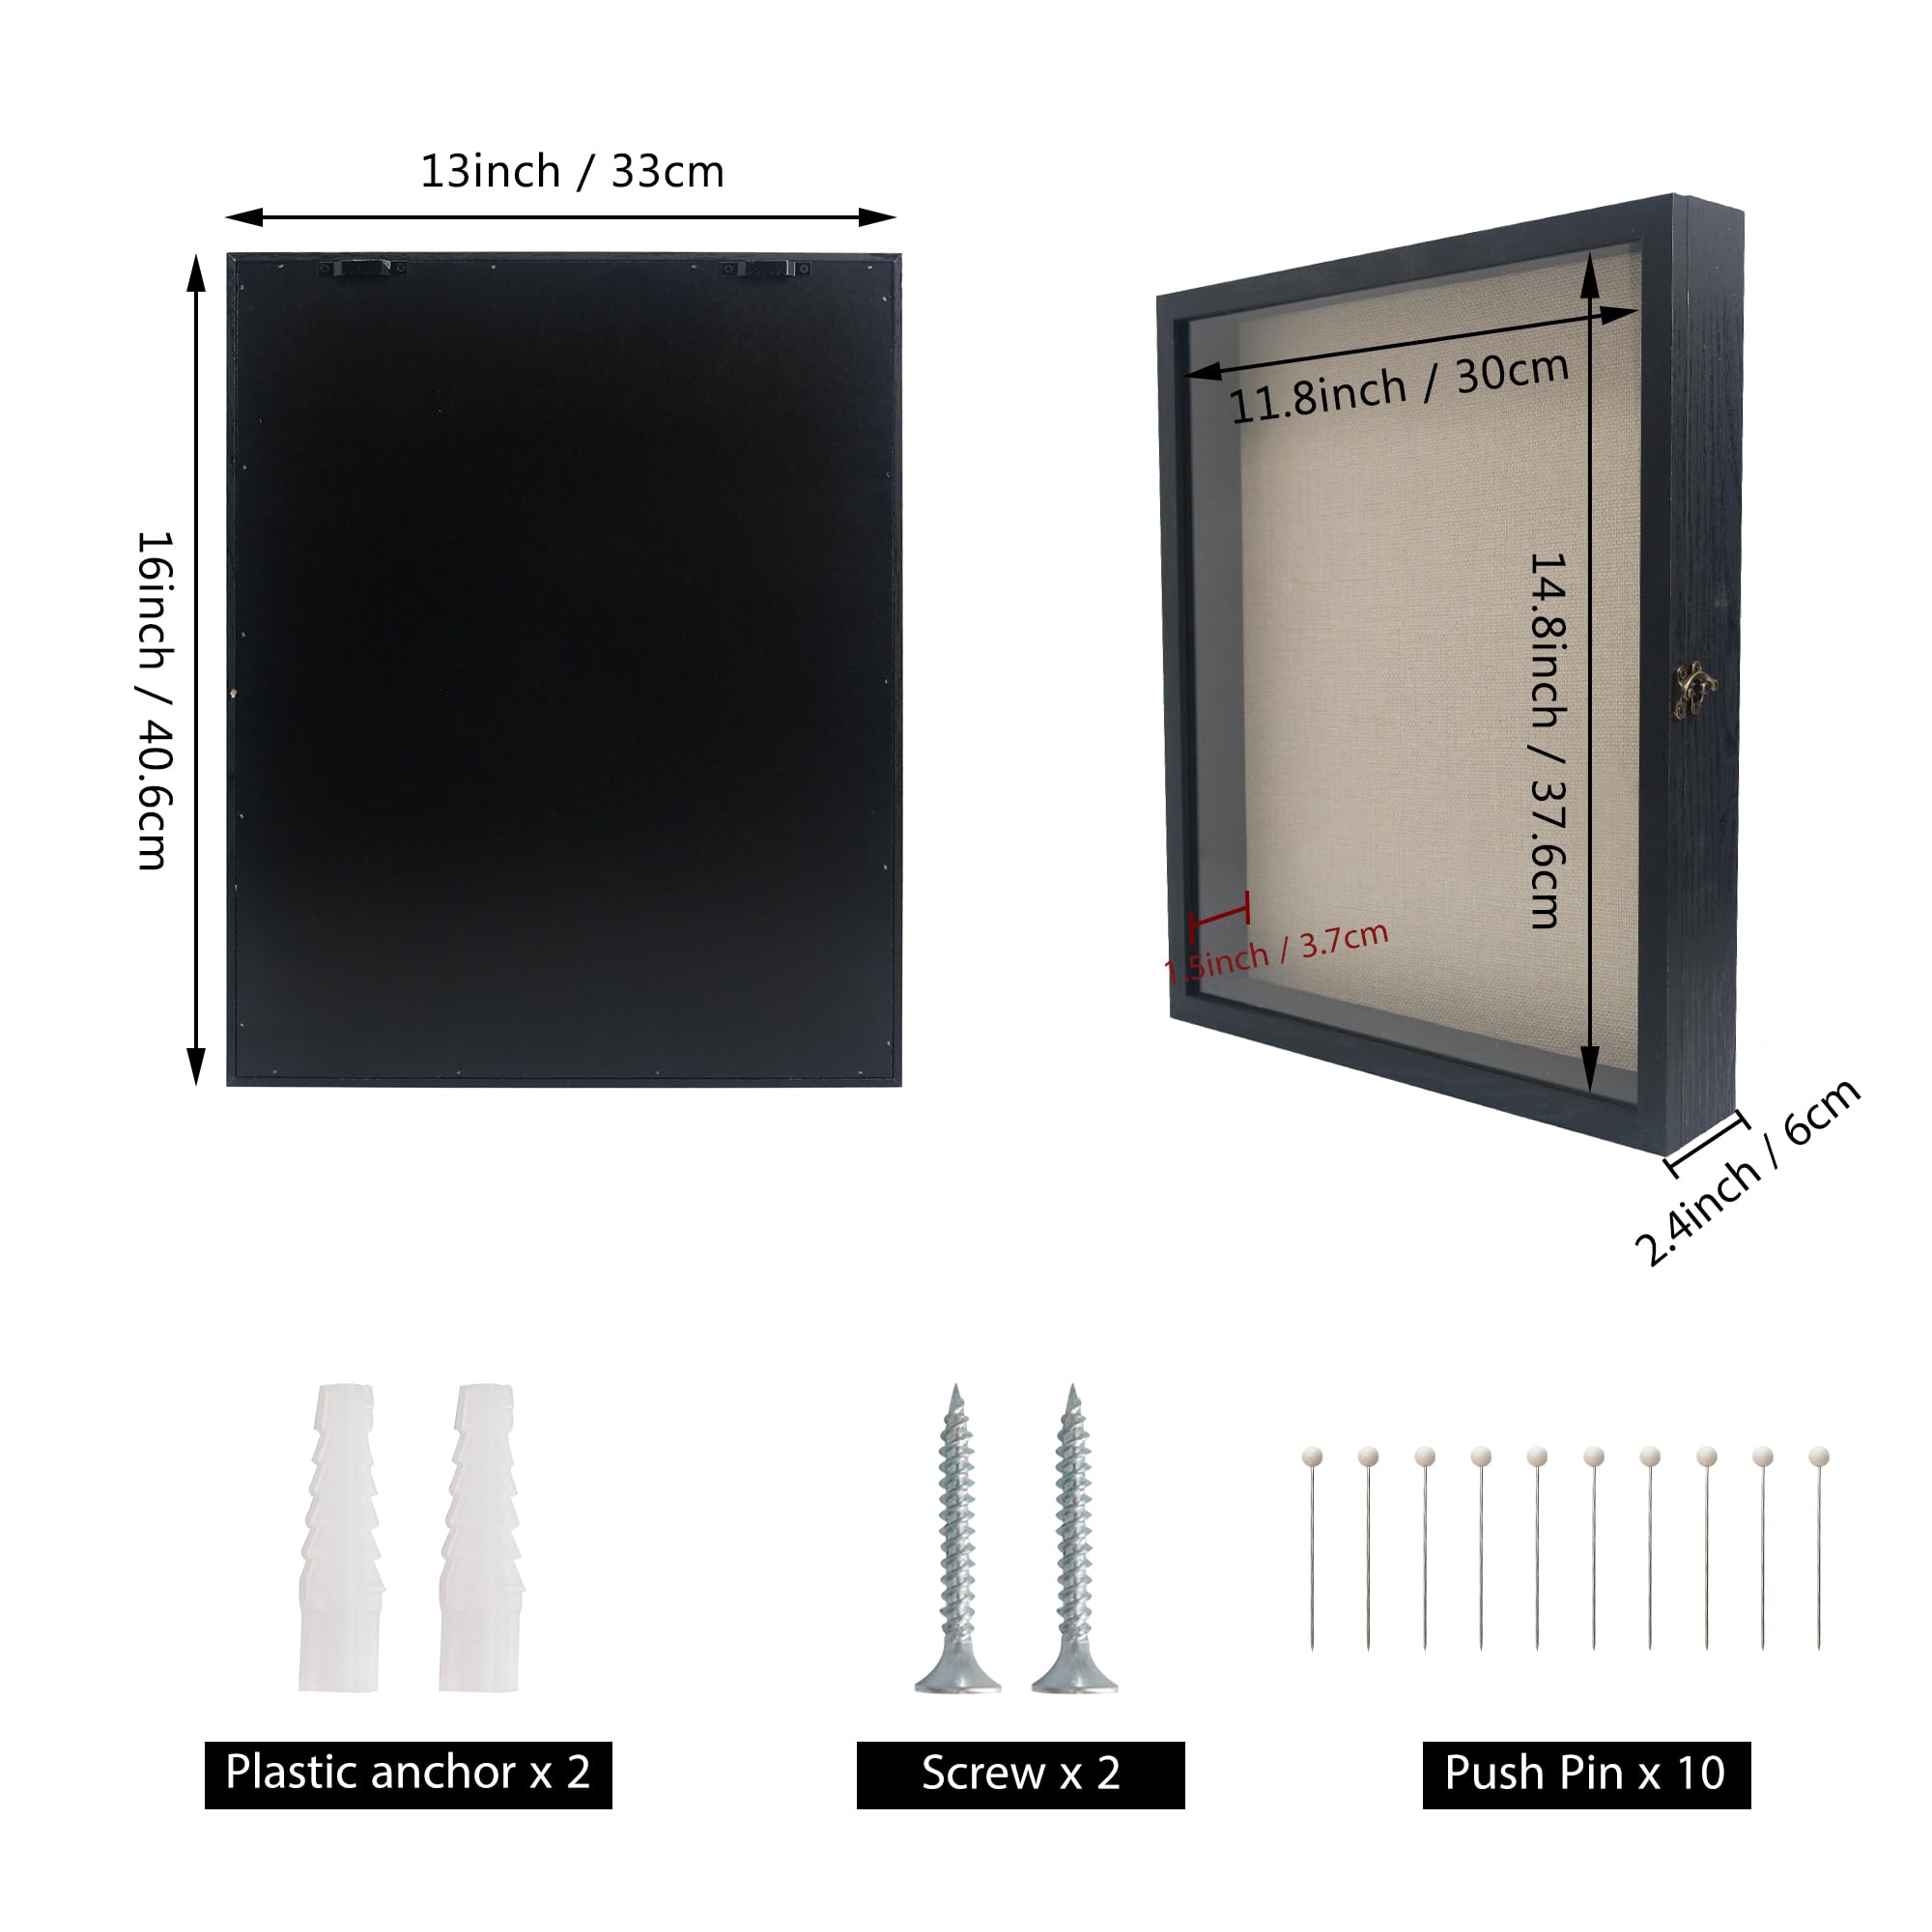 13inch / 33cm
16inch / 40.6cm
11.8inch / 30cm
14.8inch / 37.6cm
1.5inch / 3.7cm
2.4inch / 6cm
Plastic anchor x 2
Screw x 2
Push Pin x 10